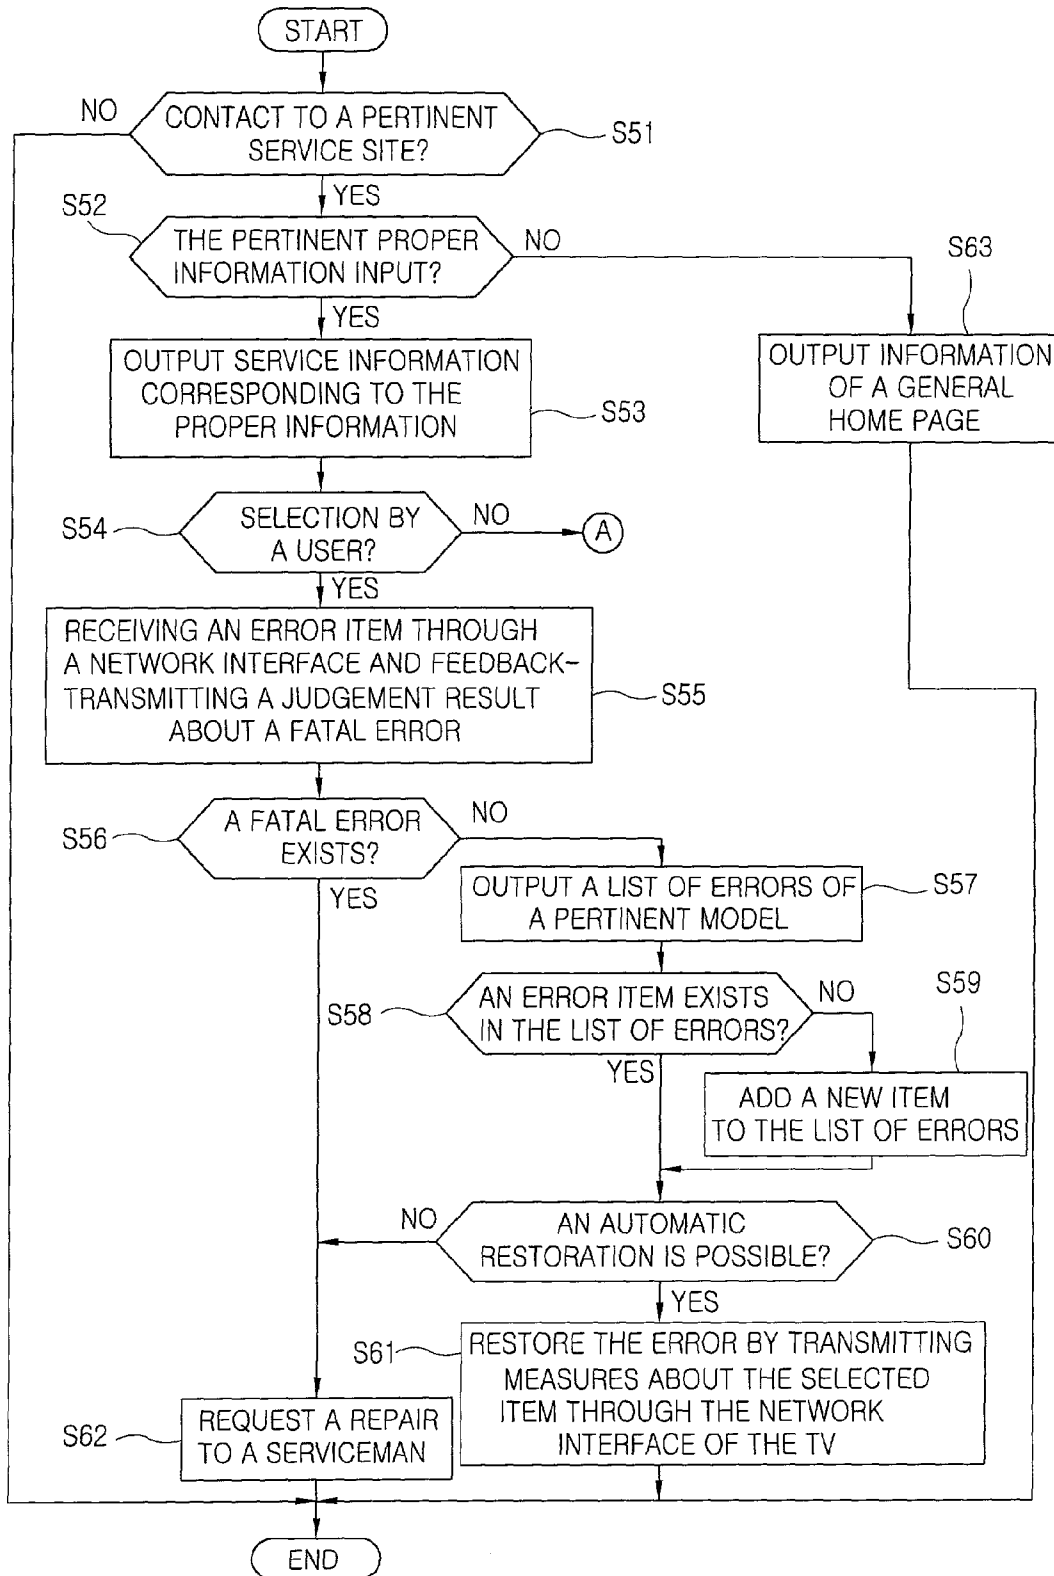 START
NO
CONTACT TO A PERTINENT
SERVICE SITE?
S51
YES
S52
THE PERTINENT PROPER
INFORMATION INPUT?
NO
S63
YES
OUTPUT SERVICE INFORMATION
CORRESPONDING TO THE
PROPER INFORMATION
S53
OUTPUT INFORMATION
OF A GENERAL
HOME PAGE
S54
SELECTION BY
A USER?
NO
A
YES
RECEIVING AN ERROR ITEM THROUGH
A NETWORK INTERFACE AND FEEDBACK-
TRANSMITTING A JUDGEMENT RESULT
ABOUT A FATAL ERROR
S55
S56
A FATAL ERROR
EXISTS?
NO
YES
OUTPUT A LIST OF ERRORS OF
A PERTINENT MODEL
S57
S58
AN ERROR ITEM EXISTS
IN THE LIST OF ERRORS?
NO
S59
YES
ADD A NEW ITEM
TO THE LIST OF ERRORS
NO
AN AUTOMATIC
RESTORATION IS POSSIBLE?
S60
YES
S61
RESTORE THE ERROR BY TRANSMITTING
MEASURES ABOUT THE SELECTED
ITEM THROUGH THE NETWORK
INTERFACE OF THE TV
S62
REQUEST A REPAIR
TO A SERVICEMAN
END